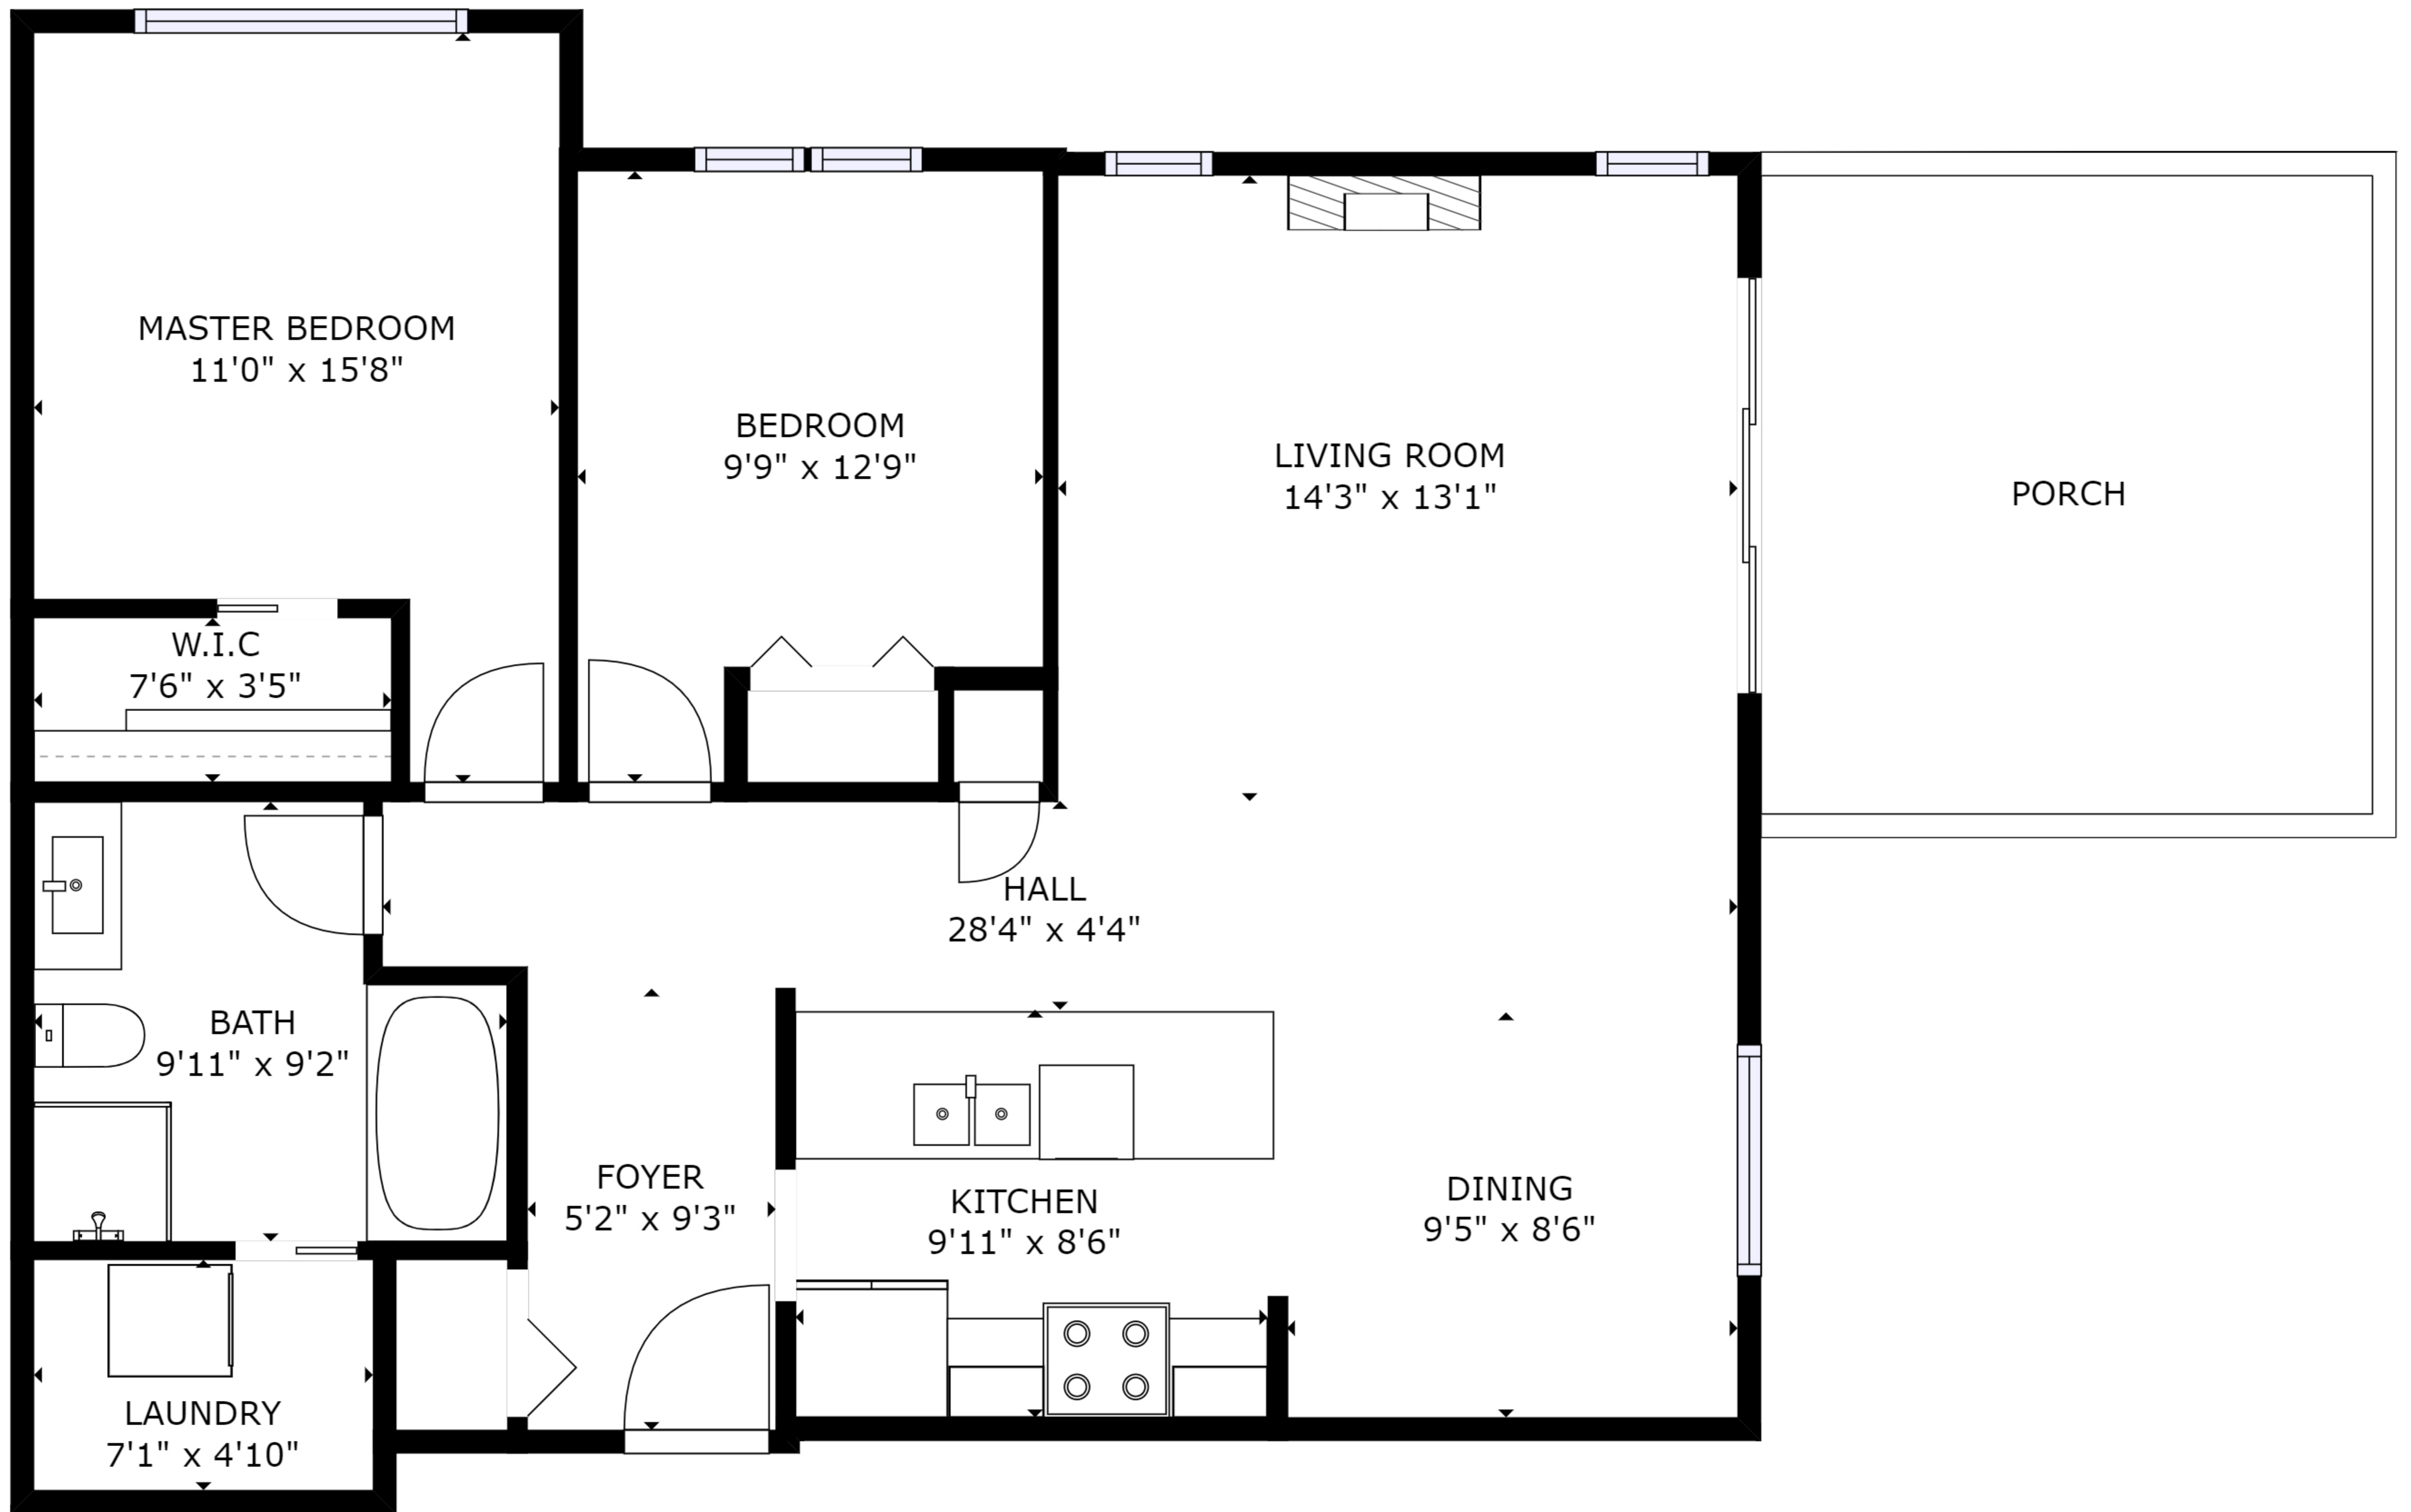 MASTER BEDROOM
11'0" x 15'8"
BEDROOM
9'9" x 12'9"
LIVING ROOM
14'3" x 13'1"
PORCH
W.I.C
7'6" x 3'5"
HALL
28'4" x 4'4"
BATH
9'11" x 9'2"
FOYER
5'2" x 9'3"
KITCHEN
9'11" x 8'6"
DINING
9'5" x 8'6"
LAUNDRY
7'1" x 4'10"